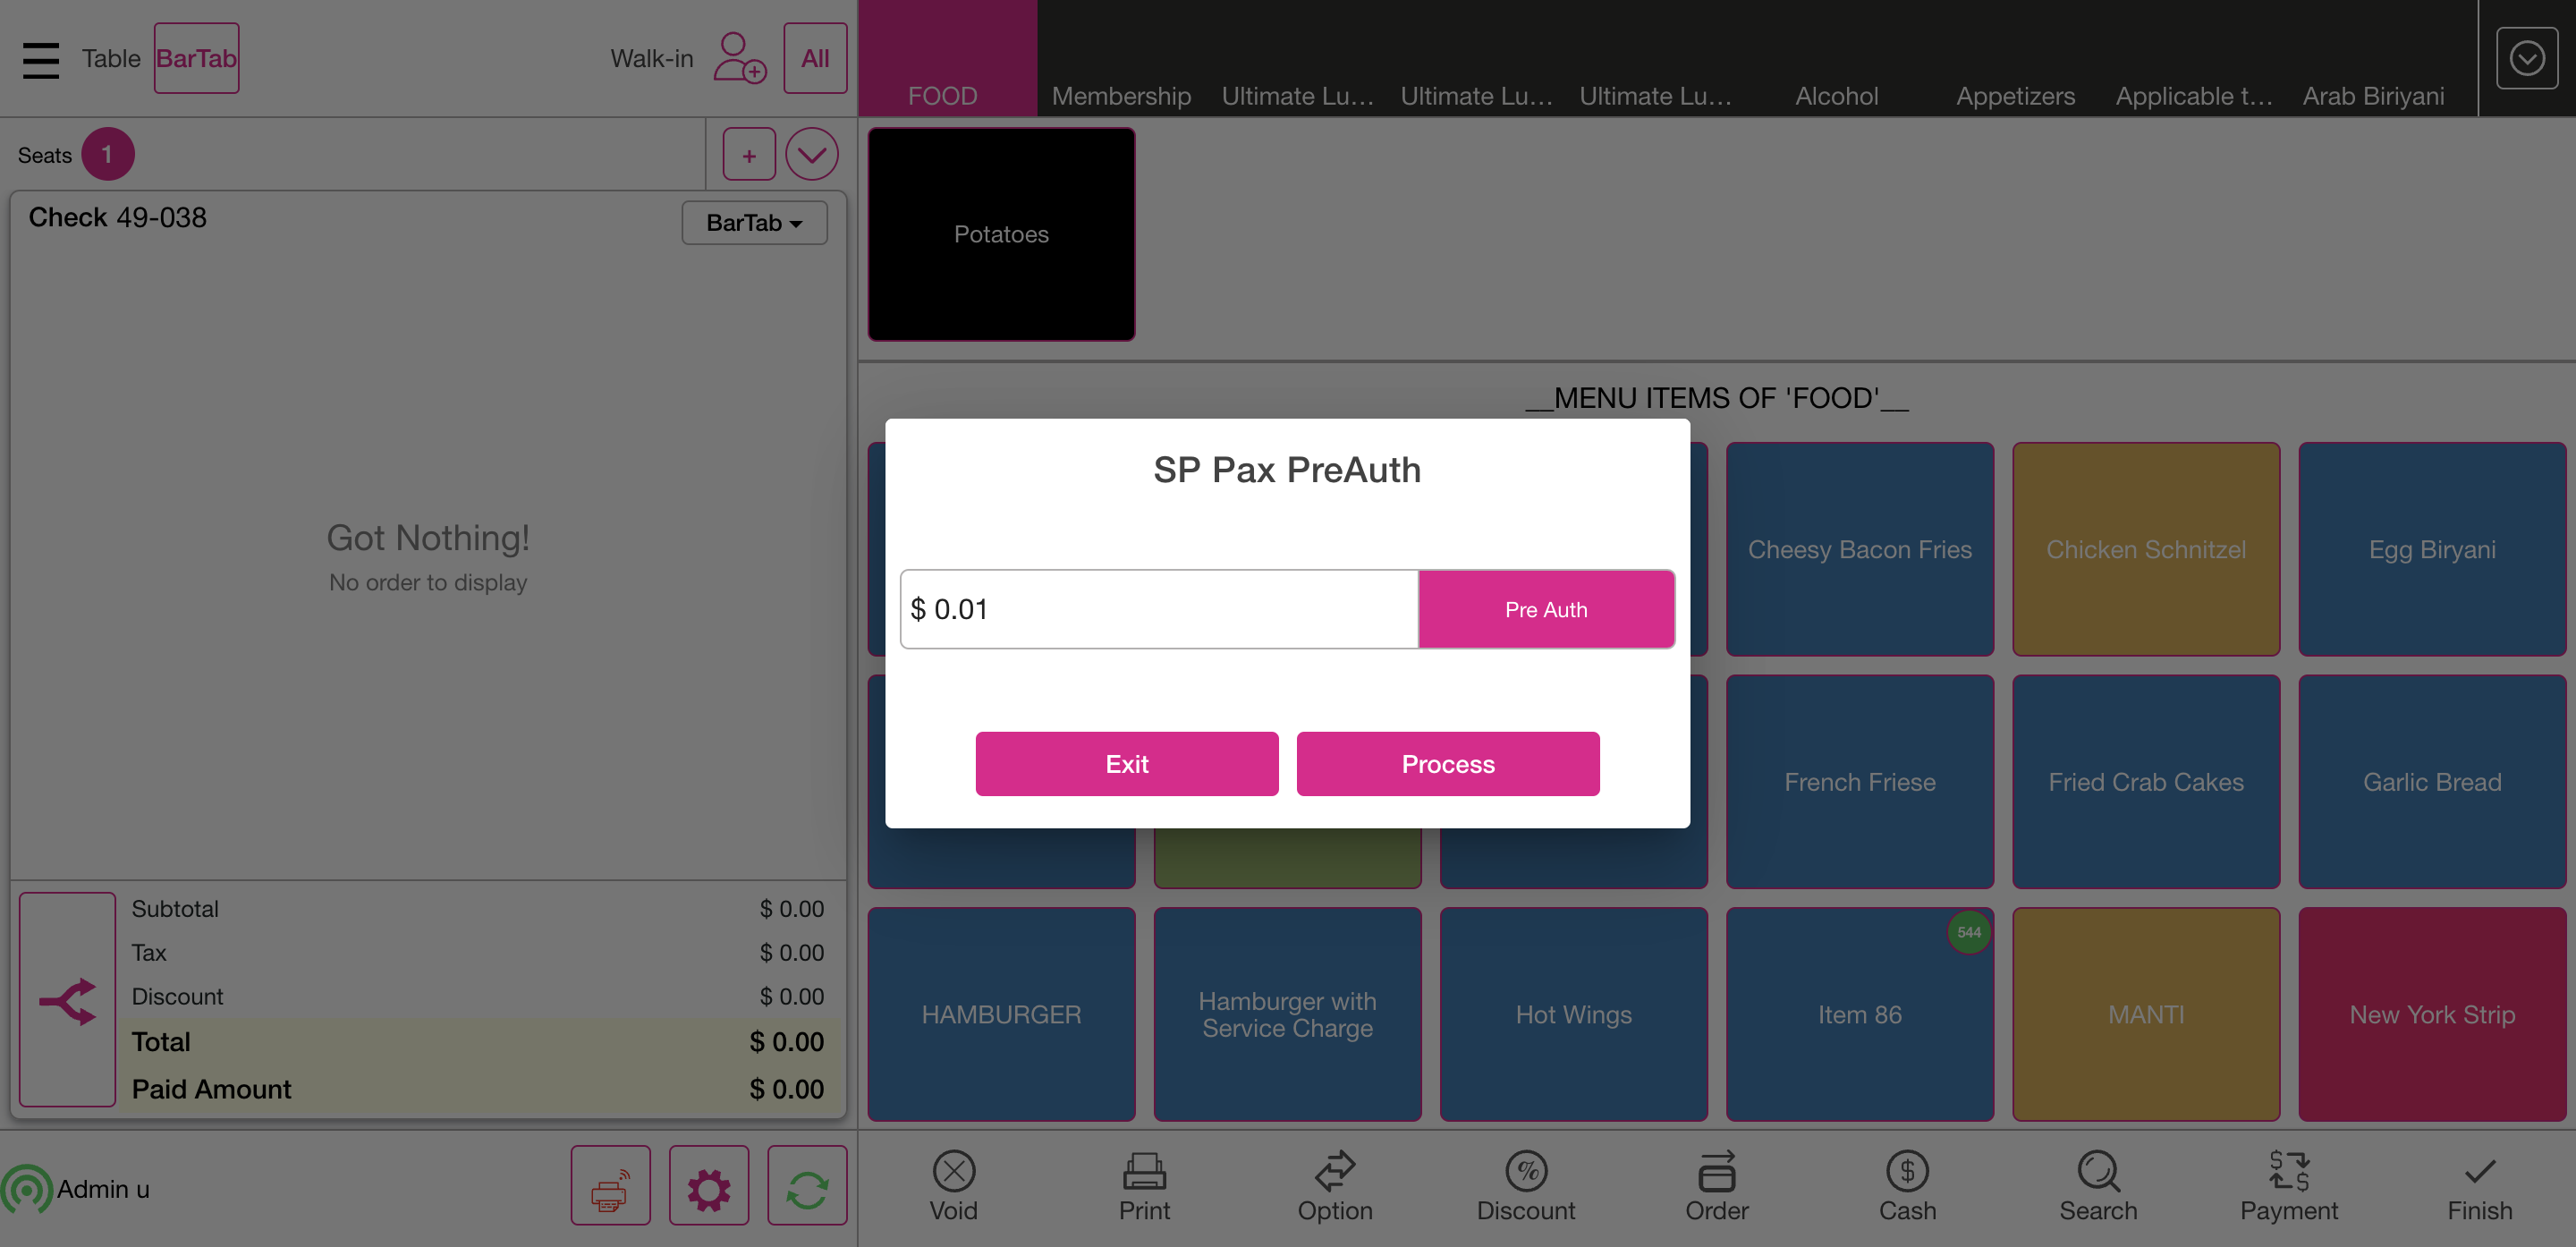 Table
BarTab
Walk-in
All
FOOD
Membership
Ultimate Lu...
Ultimate Lu...
Ultimate Lu...
Alcohol
Appetizers
Applicable t...
Arab Biriyani
Seats 1
+
Check 49-038
BarTab
Got Nothing!
No order to display
Subtotal $ 0.00
Tax $ 0.00
Discount $ 0.00
Total $ 0.00
Paid Amount $ 0.00
Admin u
Potatoes
__MENU ITEMS OF 'FOOD'__
Cheesy Bacon Fries
Chicken Schnitzel
Egg Biryani
French Friese
Fried Crab Cakes
Garlic Bread
HAMBURGER
Hamburger with
Service Charge
Hot Wings
544
Item 86
MANTI
New York Strip
SP Pax PreAuth
$ 0.01
Pre Auth
Exit
Process
Void
Print
Option
Discount
Order
Cash
Search
Payment
Finish